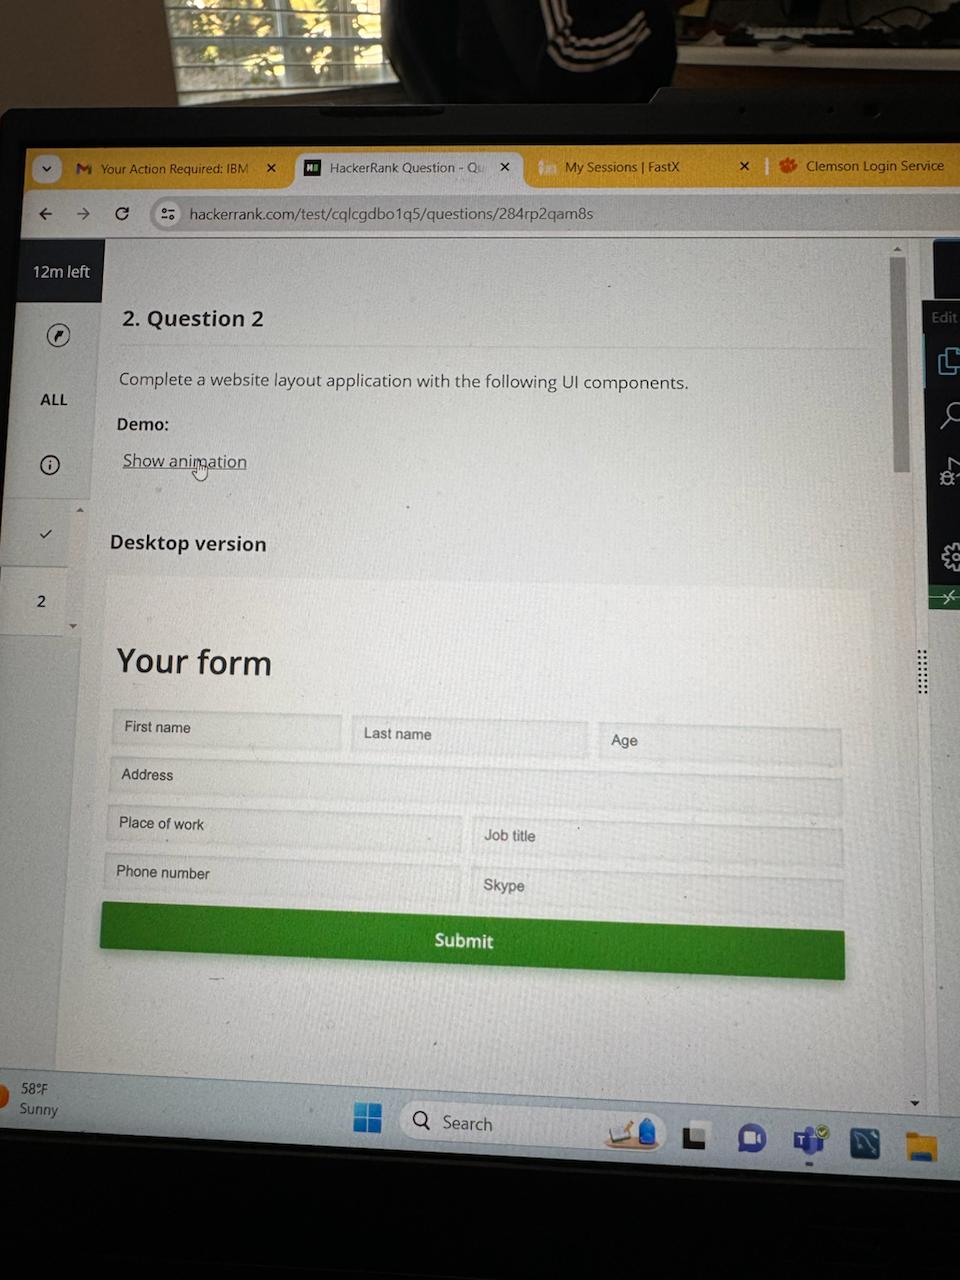 Your Action Required: IBM
HackerRank Question - Qu
My Sessions | FastX
Clemson Login Service
hackerrank.com/test/cqlcgdbo1q5/questions/284rp2qam8s
12m left
Edit
2. Question 2
Complete a website layout application with the following UI components.
ALL
Demo:
Show animation
Desktop version
2
Your form
First name
Last name
Age
Address
Place of work
Job title
Phone number
Skype
Submit
58°F
Sunny
Search